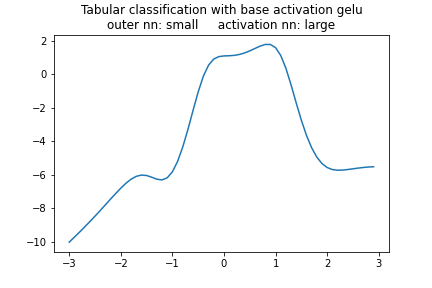 Tabular classification with base activation gelu
outer nn: small activation nn: large
2
0
−2
−4
−6
−8
−10
−3 −2 −1 0 1 2 3